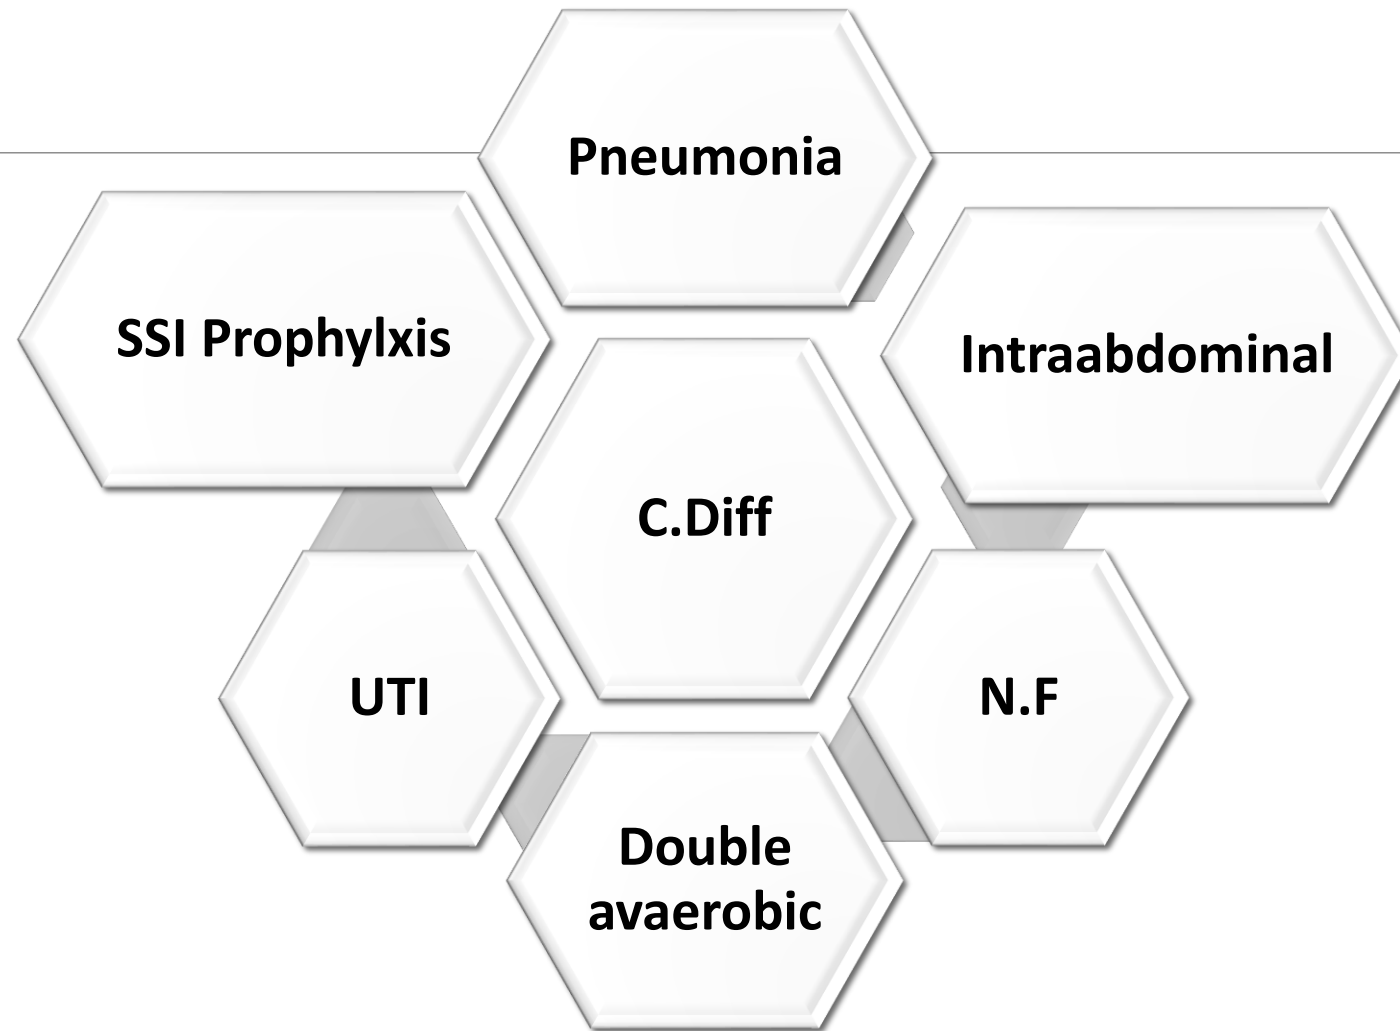 Pneumonia
SSI Prophylxis
Intraabdominal
C.Diff
UTI
N.F
Double
avaerobic